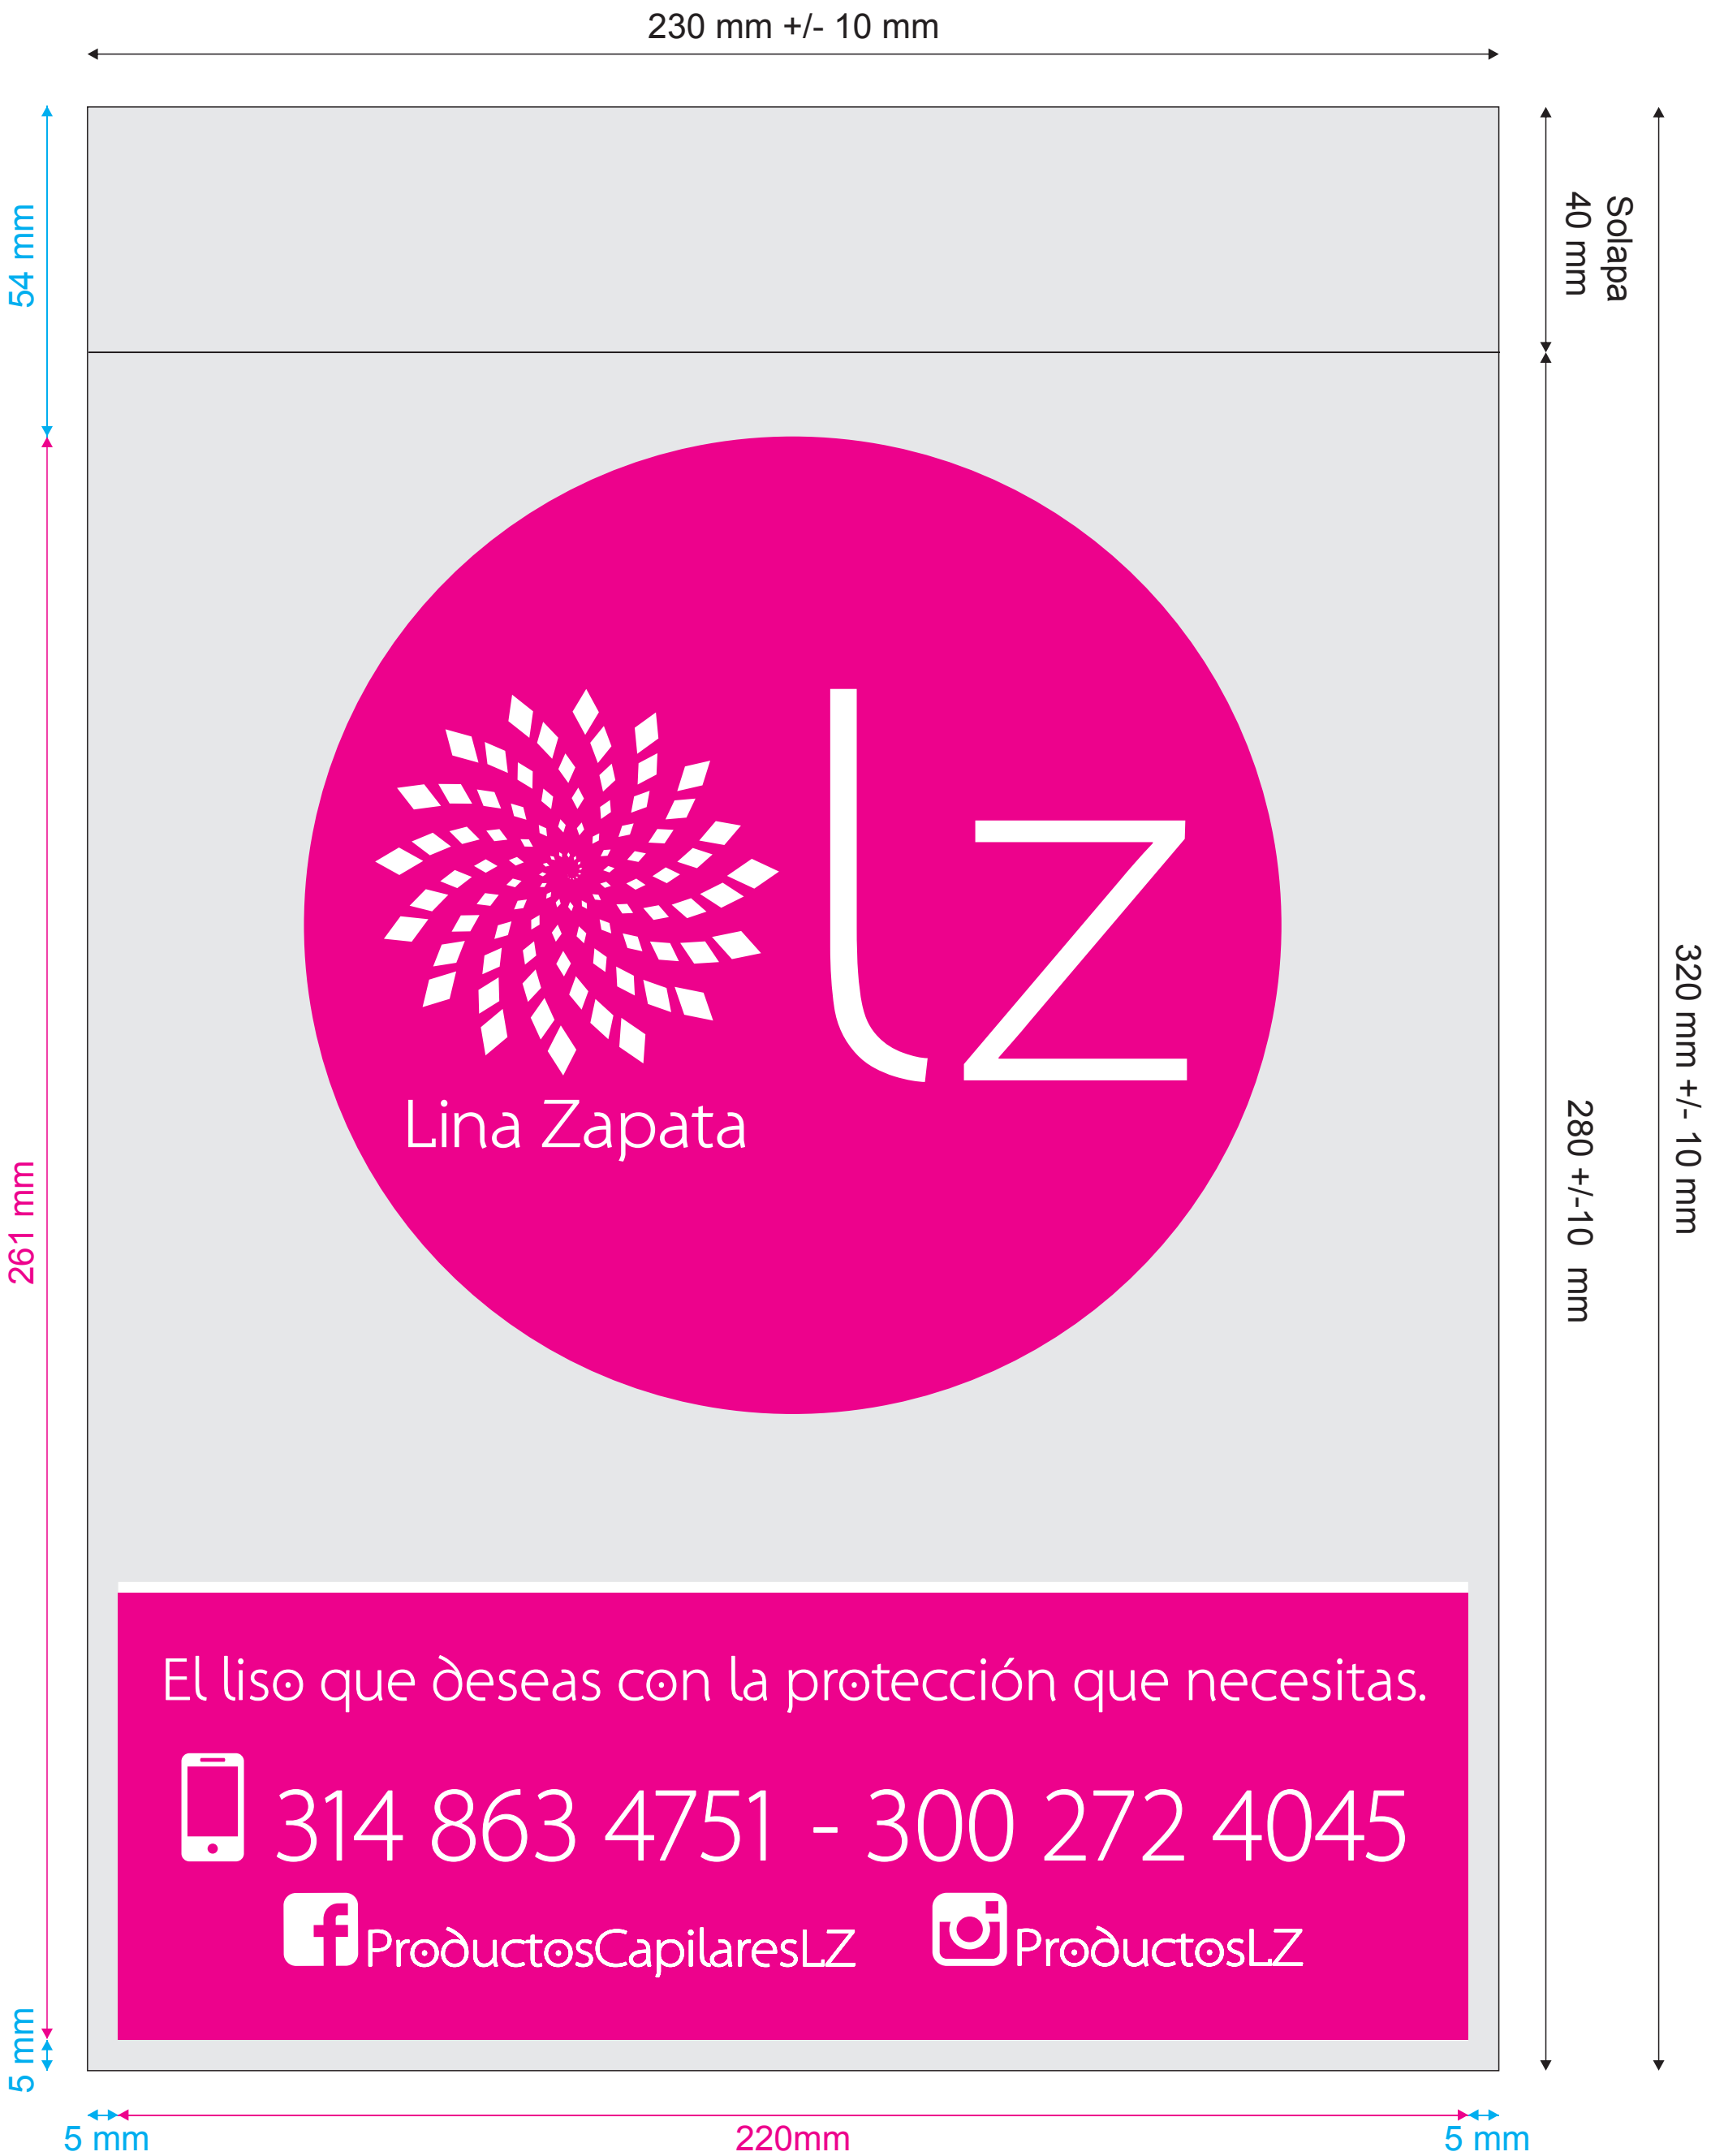 230 mm +/- 10 mm
54 mm
Solapa
40 mm
LZ
Lina Zapata
261 mm
320 mm +/- 10 mm
280 +/-10 mm
El liso que deseas con la protección que necesitas.
314 863 4751 - 300 272 4045
ProductosCapilaresLZ
ProductosLZ
5 mm
5 mm
220mm
5 mm